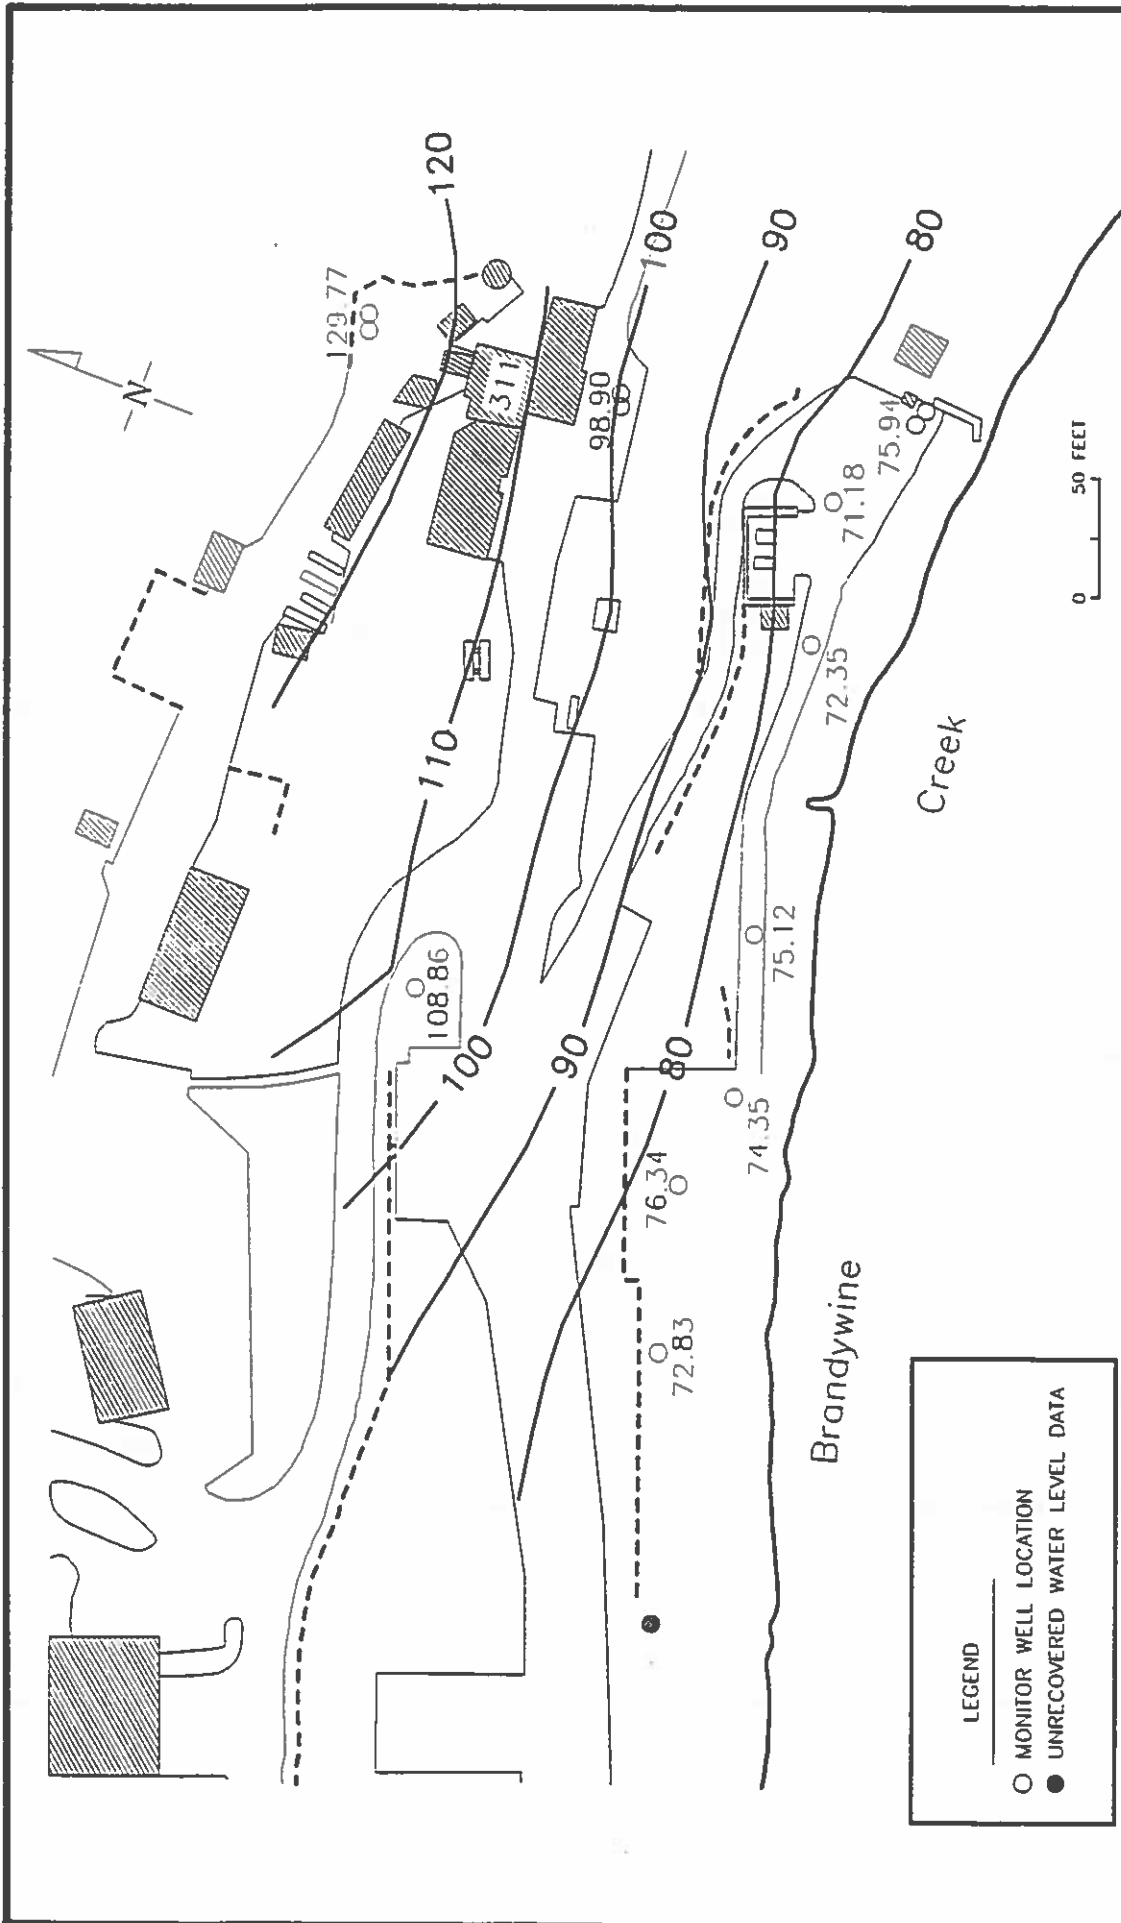 120
129.77
N
100
90
80
311
98.90
75.94
71.18
50 FEET
0
72.35
110
Creek
75.12
108.86
100
90
80
74.35
76.34
72.83
Brandywine
LEGEND
MONITOR WELL LOCATION
UNRECOVERED WATER LEVEL DATA